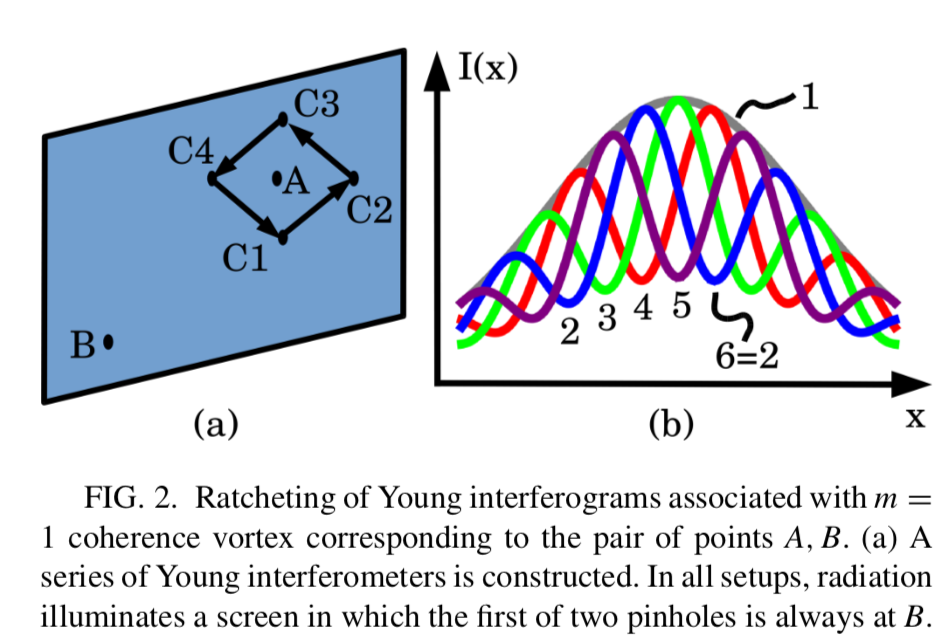 I(x)
1
C3
C4
A
C2
C1
B
2 3 4 5
6=2
x
(a)
(b)
FIG. 2. Ratcheting of Young interferograms associated with m =
1 coherence vortex corresponding to the pair of points A, B. (a) A
series of Young interferometers is constructed. In all setups, radiation
illuminates a screen in which the first of two pinholes is always at B.